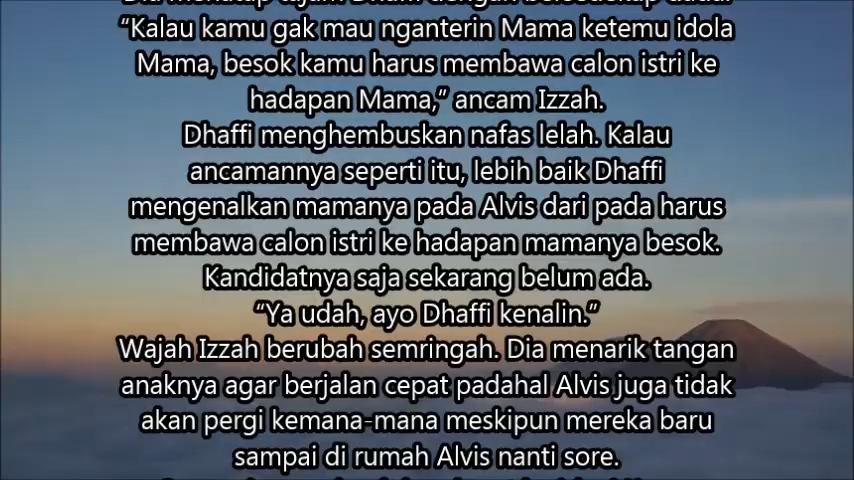 “Kalau kamu gak mau nganterin Mama ketemu idola
Mama, besok kamu harus membawa calon istri ke
hadapan Mama,” ancam Izzah.
Dhaffi menghembuskan nafas lelah. Kalau
ancamannya seperti itu, lebih baik Dhaffi
mengenalkan mamanya pada Alvis dari pada harus
membawa calon istri ke hadapan mamanya besok.
Kandidatnya saja sekarang belum ada.
“Ya udah, ayo Dhaffi kenalin.”
Wajah Izzah berubah semringah. Dia menarik tangan
anaknya agar berjalan cepat padahal Alvis juga tidak
akan pergi kemana-mana meskipun mereka baru
sampai di rumah Alvis nanti sore.